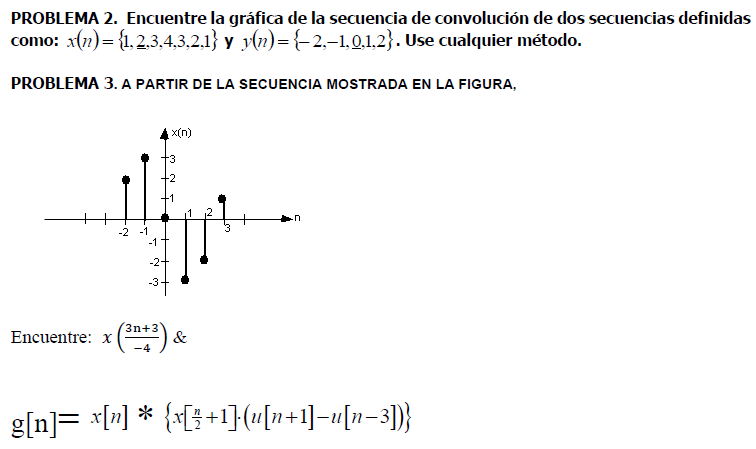 PROBLEMA 2. Encuentre la gráfica de la secuencia de convolución de dos secuencias definidas
como: x(n)={1,2,3,4,3,2,1} y y(n)={-2,-1,0,1,2}. Use cualquier método.
PROBLEMA 3. A PARTIR DE LA SECUENCIA MOSTRADA EN LA FIGURA,
x(n)
3
2
1
-2 -1 1 2 3 n
-1
-2
-3
Encuentre: x((3n+3)/(-4)) &
g[n]= x[n] * {x[n/2+1]·(u[n+1]-u[n-3])}